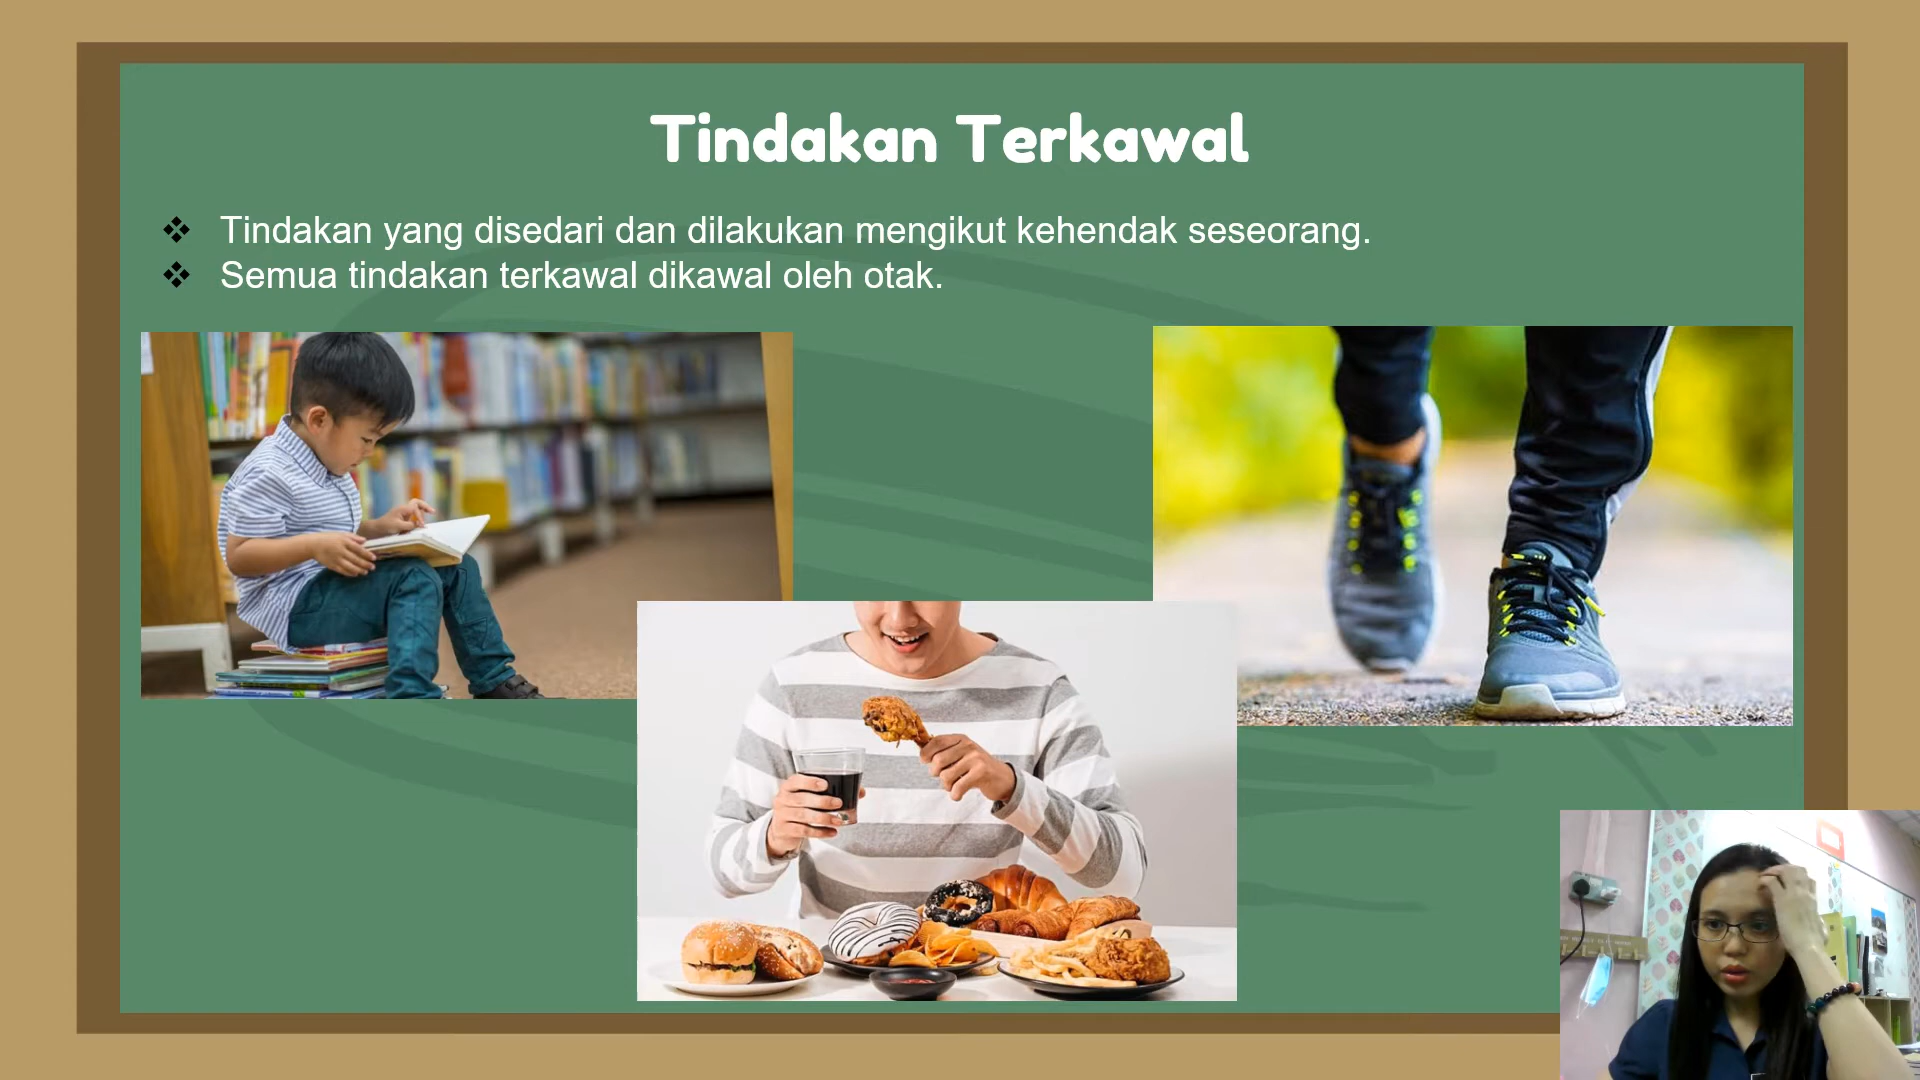 Tindakan Terkawal
Tindakan yang disedari dan dilakukan mengikut kehendak seseorang.
Semua tindakan terkawal dikawal oleh otak.